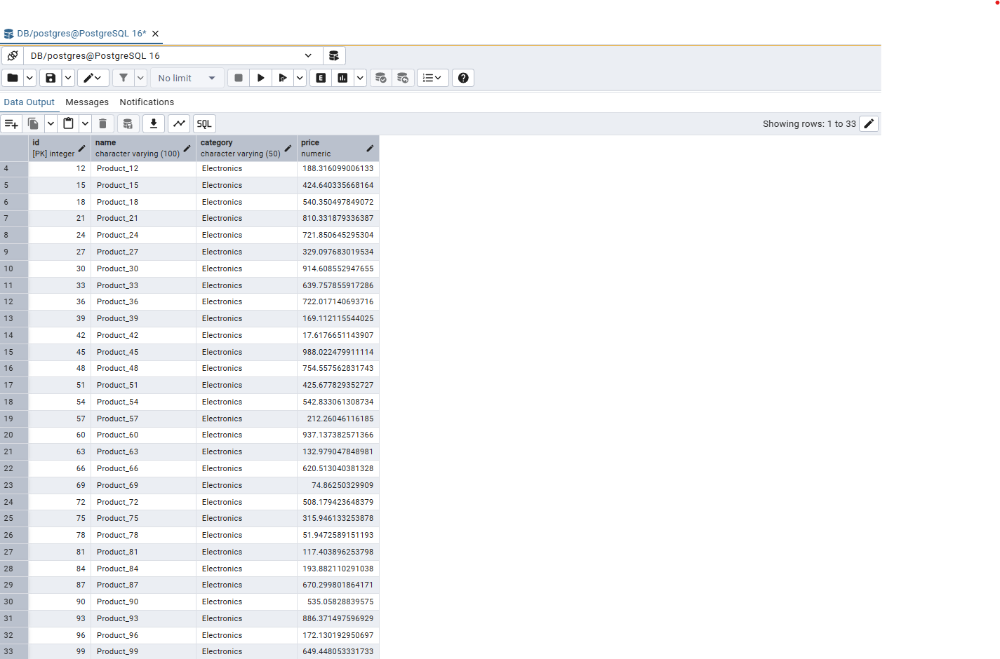 DB/postgres@PostgreSQL 16*
DB/postgres@PostgreSQL 16
No limit
E
Data Output Messages Notifications
SQL
Showing rows: 1 to 33
id name category price
[PK] integer character varying (100) character varying (50) numeric
4 12 Product_12 Electronics 188.316099006133
5 15 Product_15 Electronics 424.640335668164
6 18 Product_18 Electronics 540.350497849072
7 21 Product_21 Electronics 810.331879336387
8 24 Product_24 Electronics 721.850645295304
9 27 Product_27 Electronics 329.097683019534
10 30 Product_30 Electronics 914.608552947655
11 33 Product_33 Electronics 639.757855917286
12 36 Product_36 Electronics 722.017140693716
13 39 Product_39 Electronics 169.112115544025
14 42 Product_42 Electronics 17.6176651143907
15 45 Product_45 Electronics 988.022479911114
16 48 Product_48 Electronics 754.557562831743
17 51 Product_51 Electronics 425.677829352727
18 54 Product_54 Electronics 542.833061308734
19 57 Product_57 Electronics 212.26046116185
20 60 Product_60 Electronics 937.137382571366
21 63 Product_63 Electronics 132.979047848981
22 66 Product_66 Electronics 620.513040381328
23 69 Product_69 Electronics 74.86250329909
24 72 Product_72 Electronics 508.179423648379
25 75 Product_75 Electronics 315.946133253878
26 78 Product_78 Electronics 51.9472589151193
27 81 Product_81 Electronics 117.403896253798
28 84 Product_84 Electronics 193.882110291038
29 87 Product_87 Electronics 670.299801864171
30 90 Product_90 Electronics 535.05828839575
31 93 Product_93 Electronics 886.371497596929
32 96 Product_96 Electronics 172.130192950697
33 99 Product_99 Electronics 649.448053331733